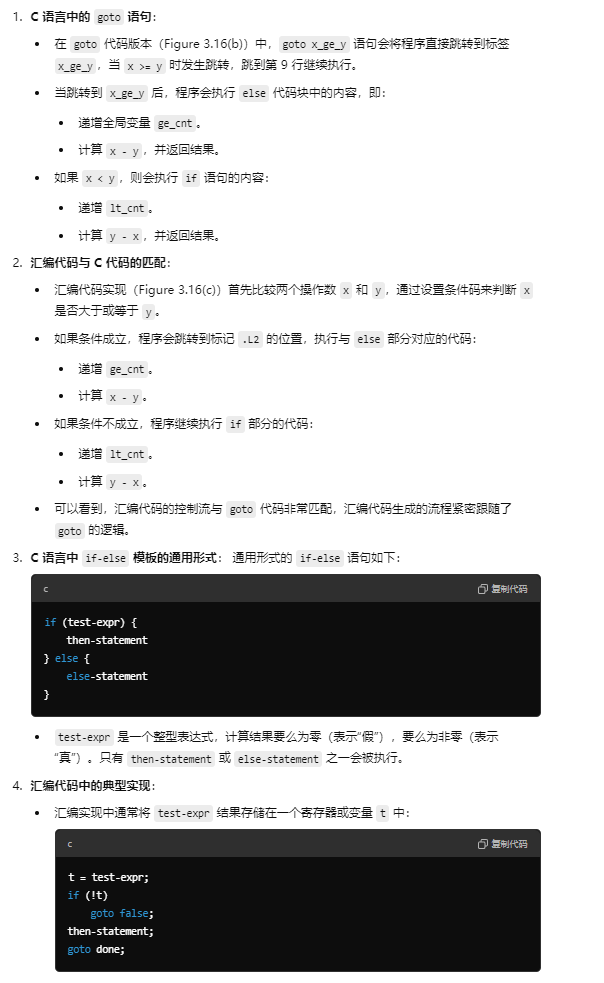 1. C 语言中的 goto 语句：
• 在 goto 代码版本（Figure 3.16(b)）中，goto x_ge_y 语句会将程序直接跳转到标签
x_ge_y，当 x >= y 时发生跳转，跳到第 9 行继续执行。
• 当跳转到 x_ge_y 后，程序会执行 else 代码块中的内容，即：
• 递增全局变量 ge_cnt。
• 计算 x - y，并返回结果。
• 如果 x < y，则会执行 if 语句的内容：
• 递增 lt_cnt。
• 计算 y - x，并返回结果。
2. 汇编代码与 C 代码的匹配：
• 汇编代码实现（Figure 3.16(c)）首先比较两个操作数 x 和 y，通过设置条件码来判断 x
是否大于或等于 y。
• 如果条件成立，程序会跳转到标记 .L2 的位置，执行与 else 部分对应的代码：
• 递增 ge_cnt。
• 计算 x - y。
• 如果条件不成立，程序继续执行 if 部分的代码：
• 递增 lt_cnt。
• 计算 y - x。
• 可以看到，汇编代码的控制流与 goto 代码非常匹配，汇编代码生成的流程紧密跟随了
goto 的逻辑。
3. C 语言中 if-else 模板的通用形式： 通用形式的 if-else 语句如下：
c 复制代码
if (test-expr) {
    then-statement
} else {
    else-statement
}
• test-expr 是一个整型表达式，计算结果要么为零（表示“假”），要么为非零（表示
“真”）。只有 then-statement 或 else-statement 之一会被执行。
4. 汇编代码中的典型实现：
• 汇编实现中通常将 test-expr 结果存储在一个寄存器或变量 t 中：
c 复制代码
t = test-expr;
if (!t)
    goto false;
then-statement;
goto done;